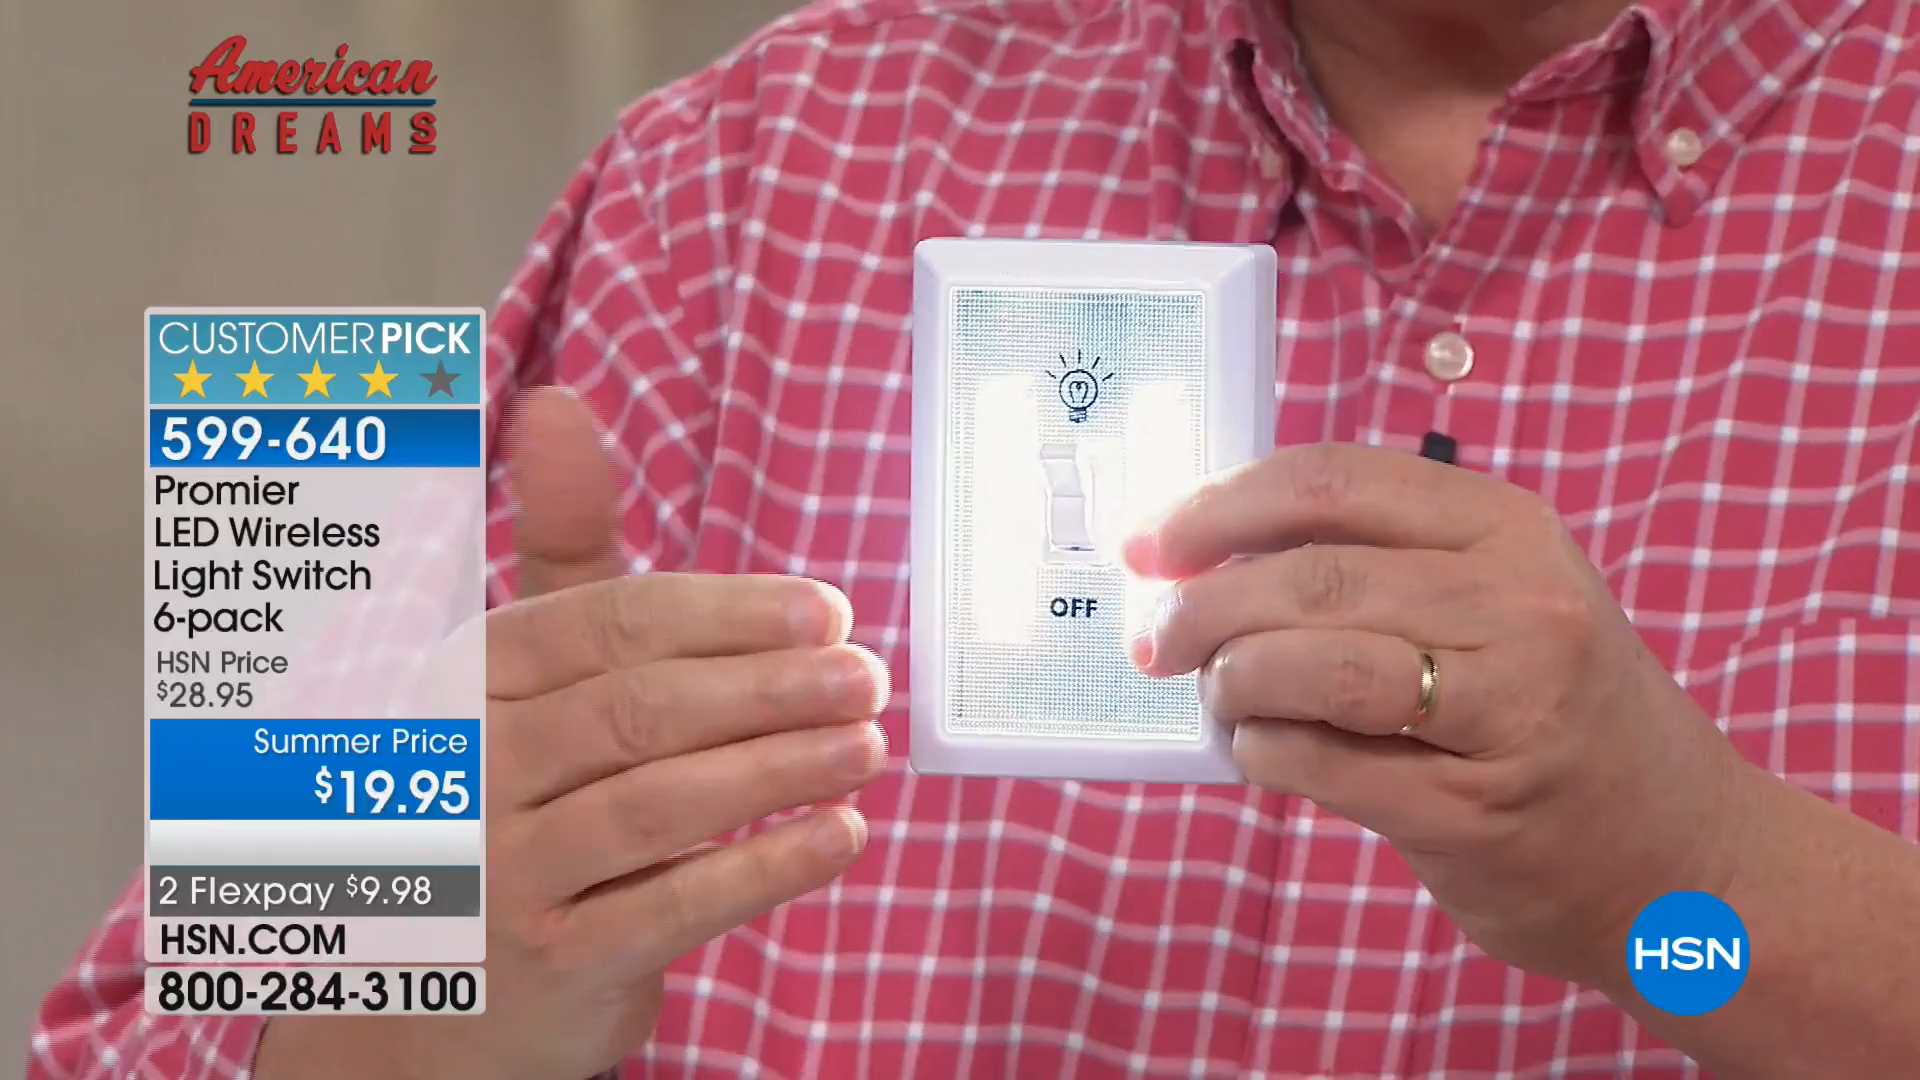 American
DREAMS
CUSTOMER PICK
599-640
Promier
LED Wireless
Light Switch
6-pack
HSN Price
$28.95
Summer Price
$19.95
2 Flexpay $9.98
HSN.COM
800-284-3100
OFF
HSN